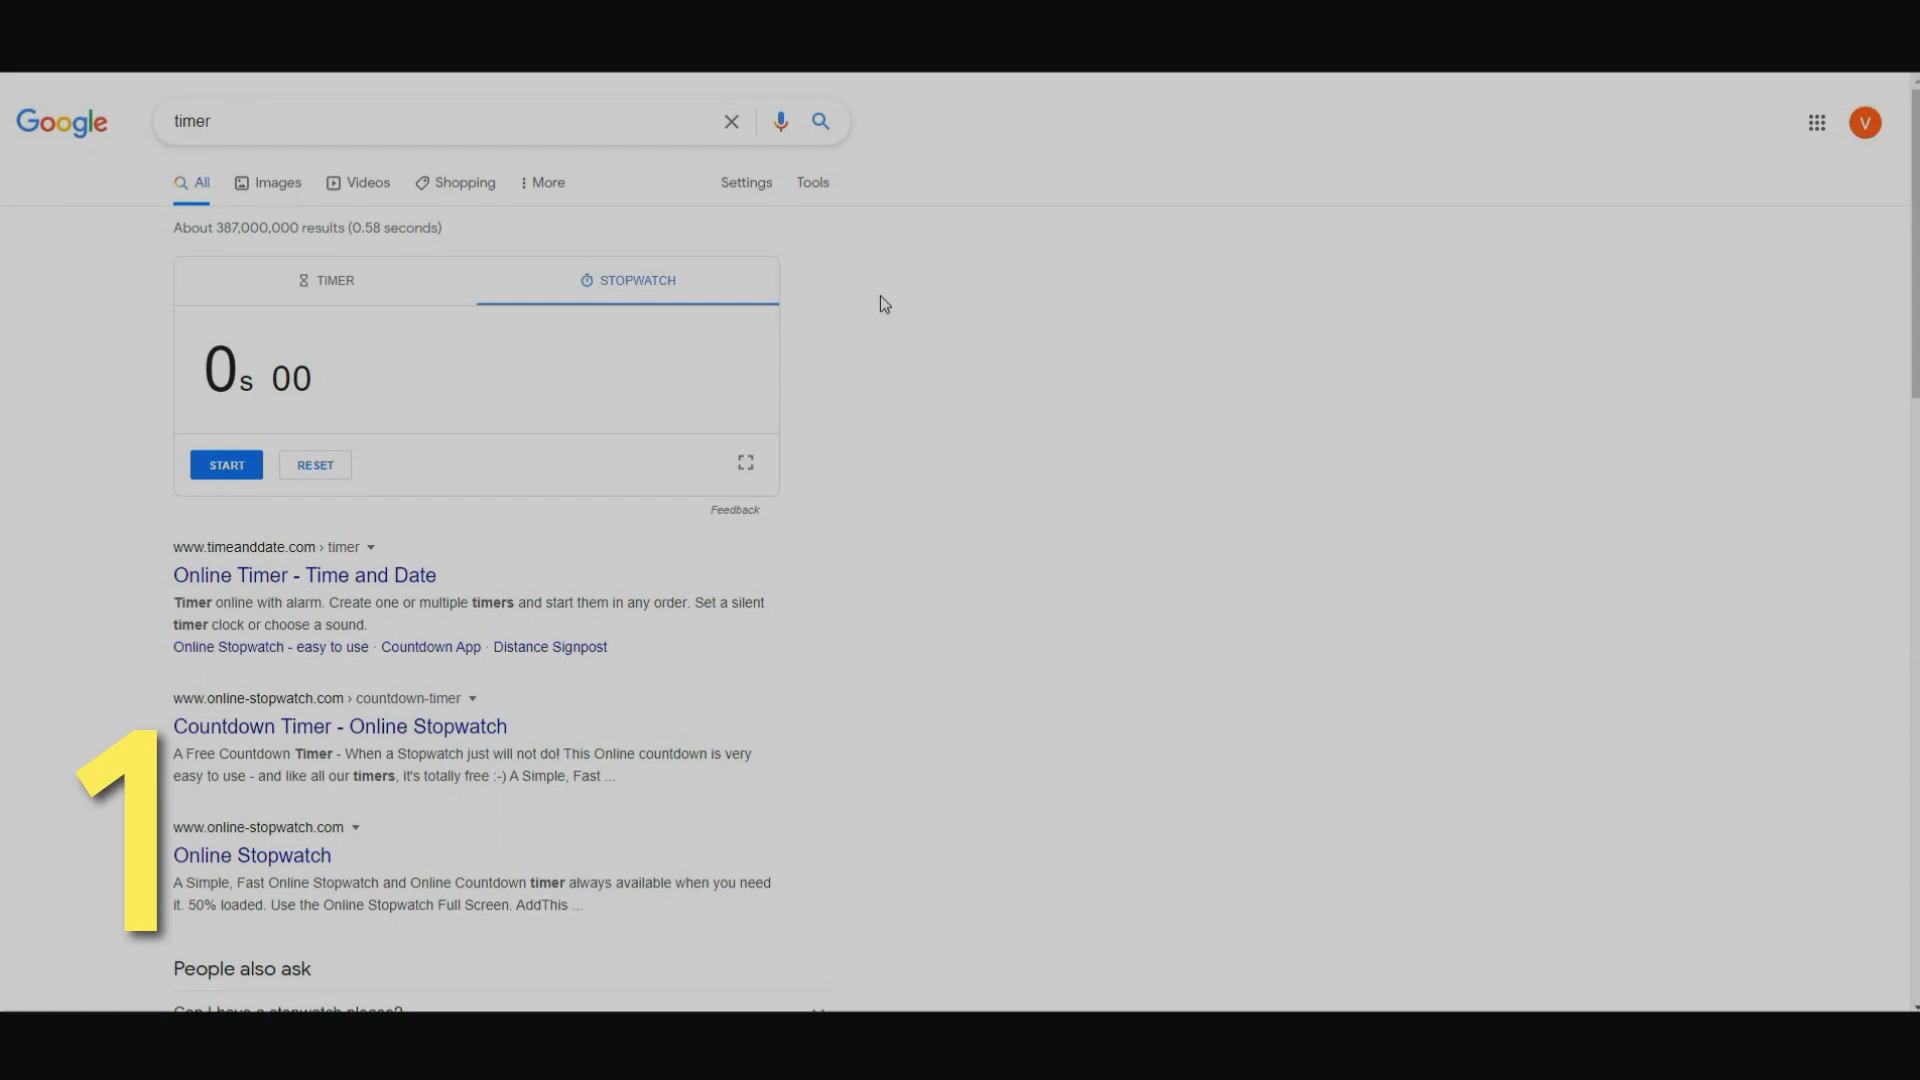 Google
timer
V
All Images Videos Shopping More Settings Tools
About 387,000,000 results (0.58 seconds)
TIMER STOPWATCH
0s 00
START RESET
Feedback
www.timeanddate.com › timer
Online Timer - Time and Date
Timer online with alarm. Create one or multiple timers and start them in any order. Set a silent
timer clock or choose a sound.
Online Stopwatch - easy to use · Countdown App · Distance Signpost
www.online-stopwatch.com › countdown-timer
Countdown Timer - Online Stopwatch
A Free Countdown Timer - When a Stopwatch just will not do! This Online countdown is very
easy to use - and like all our timers, it's totally free :-) A Simple, Fast ...
1
www.online-stopwatch.com
Online Stopwatch
A Simple, Fast Online Stopwatch and Online Countdown timer always available when you need
it. 50% loaded. Use the Online Stopwatch Full Screen. AddThis ...
People also ask
Can I have a stopwatch please?